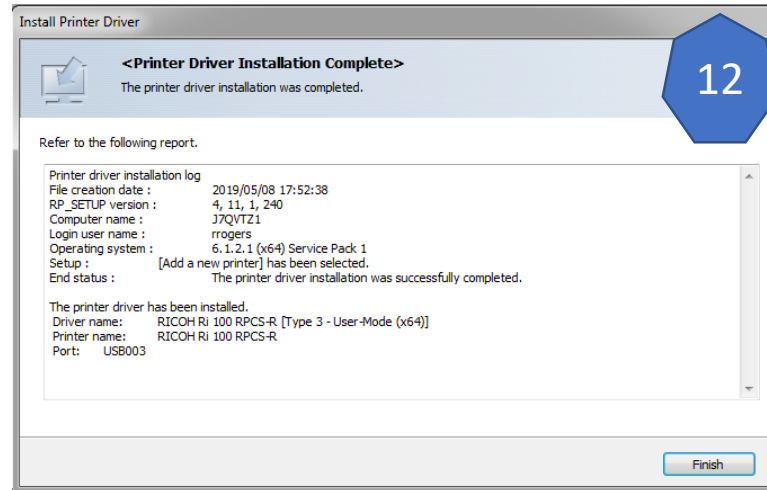 Install Printer Driver
<Printer Driver Installation Complete>
The printer driver installation was completed.
12
Refer to the following report.
Printer driver installation log
File creation date : 2019/05/08 17:52:38
RP_SETUP version : 4, 11, 1, 240
Computer name : J7QVTZ1
Login user name : rrogers
Operating system : 6.1.2.1 (x64) Service Pack 1
Setup : [Add a new printer] has been selected.
End status : The printer driver installation was successfully completed.
The printer driver has been installed.
Driver name: RICOH Ri 100 RPCS-R [Type 3 - User-Mode (x64)]
Printer name: RICOH Ri 100 RPCS-R
Port: USB003
Finish